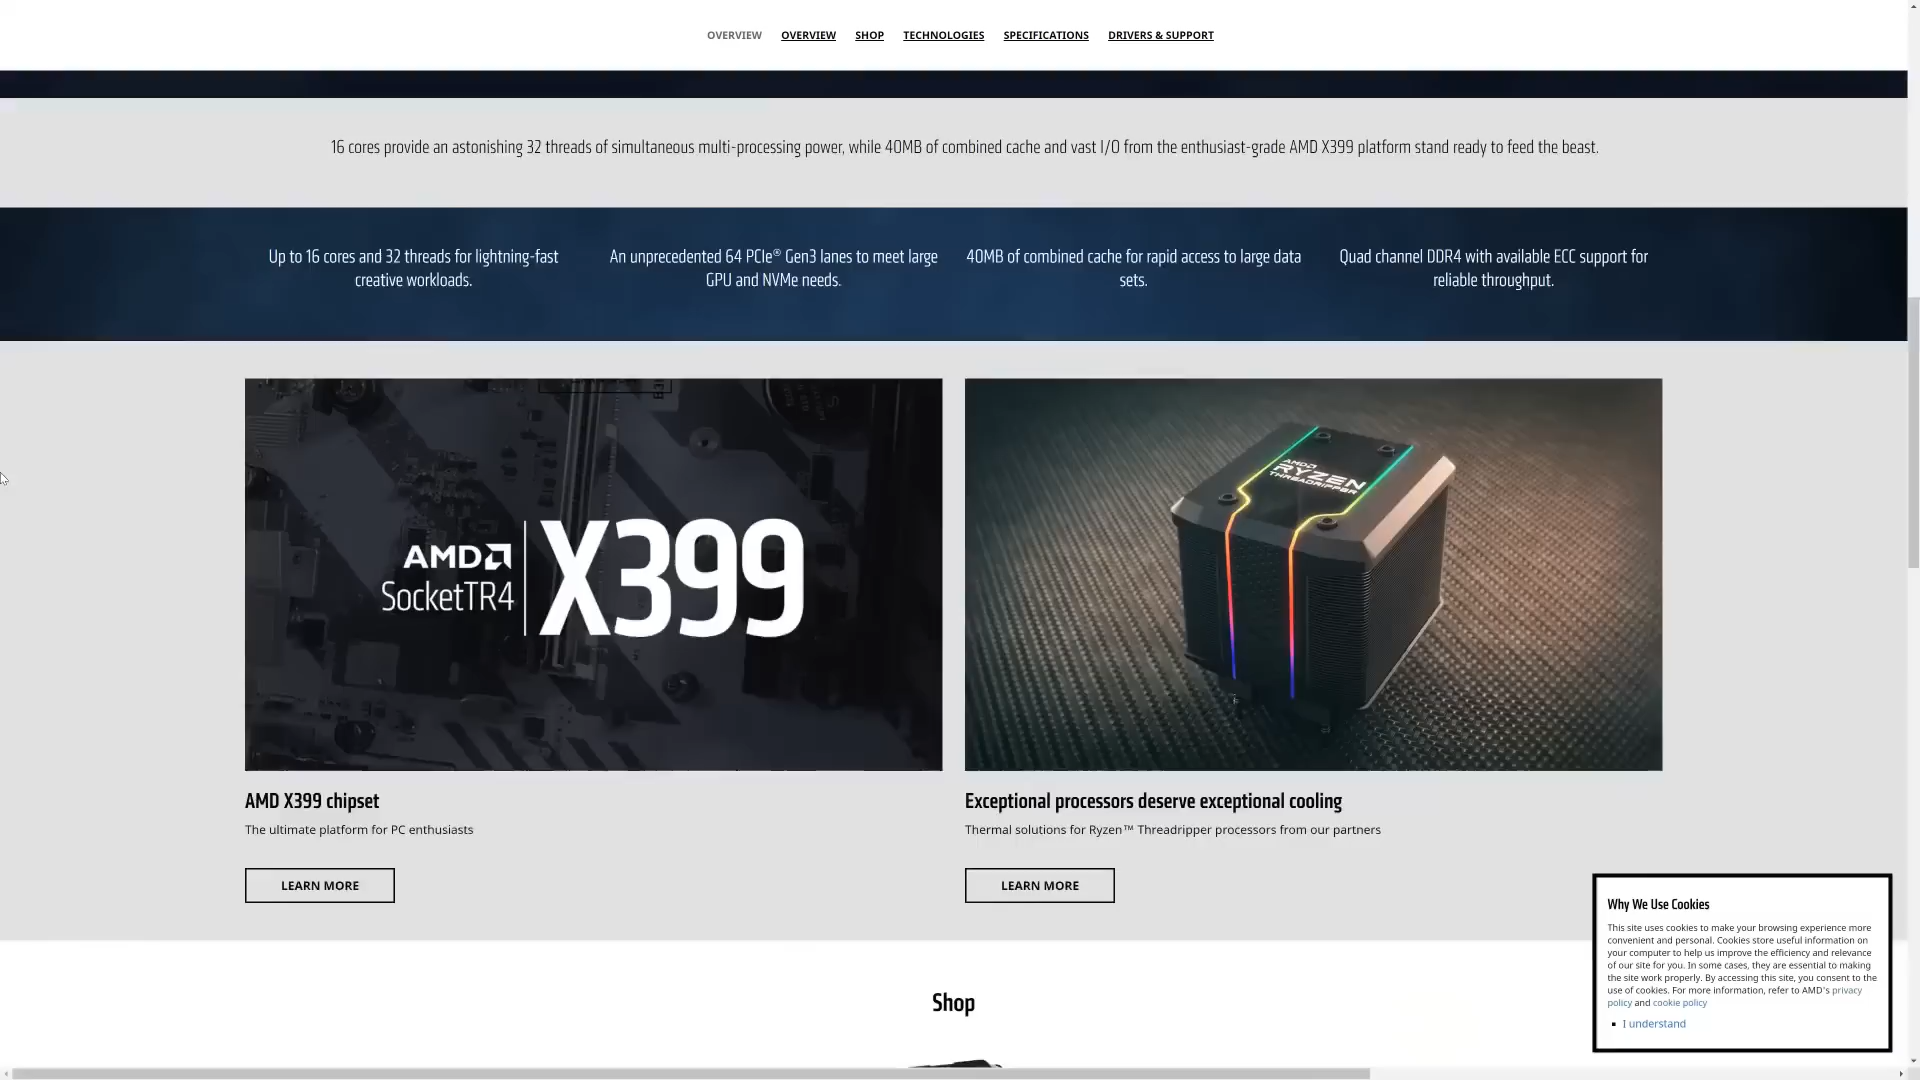 OVERVIEW OVERVIEW SHOP TECHNOLOGIES SPECIFICATIONS DRIVERS & SUPPORT
16 cores provide an astonishing 32 threads of simultaneous multi-processing power, while 40MB of combined cache and vast I/O from the enthusiast-grade AMD X399 platform stand ready to feed the beast.
Up to 16 cores and 32 threads for lightning-fast
creative workloads.
An unprecedented 64 PCIe® Gen3 lanes to meet large
GPU and NVMe needs.
40MB of combined cache for rapid access to large data
sets.
Quad channel DDR4 with available ECC support for
reliable throughput.
AMD
SocketTR4
X399
AMD
RYZEN
THREADRIPPER
AMD X399 chipset
The ultimate platform for PC enthusiasts
LEARN MORE
Exceptional processors deserve exceptional cooling
Thermal solutions for Ryzen™ Threadripper processors from our partners
LEARN MORE
Shop
Why We Use Cookies
This site uses cookies to make your browsing experience more
convenient and personal. Cookies store useful information on
your computer to help us improve the efficiency and relevance
of our site for you. In some cases, they are essential to making
the site work properly. By accessing this site, you consent to the
use of cookies. For more information, refer to AMD's privacy
policy and cookie policy
▪ I understand